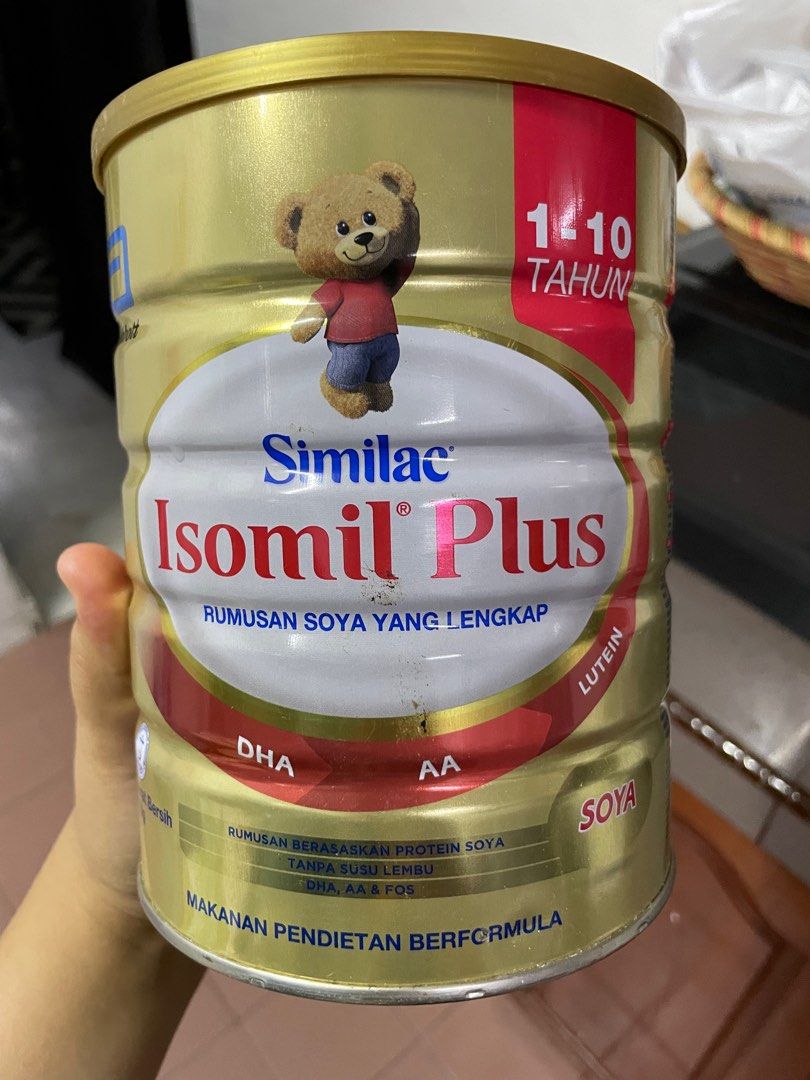 1-10
TAHUN
Similac
Isomil® Plus
RUMUSAN SOYA YANG LENGKAP
DHA
AA
LUTEIN
SOYA
Bersih
RUMUSAN BERASASKAN PROTEIN SOYA
TANPA SUSU LEMBU
DHA, AA & FOS
MAKANAN PENDIETAN BERFORMULA